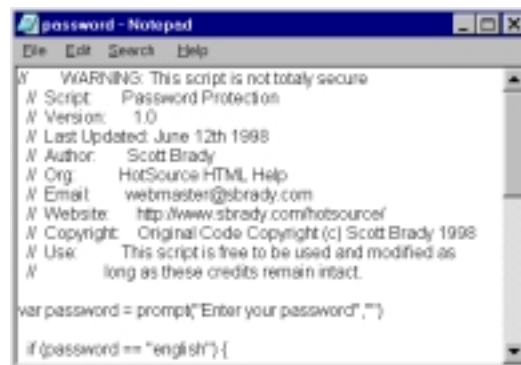 password - Notepad
File Edit Search Help
// WARNING: This script is not totaly secure
// Script: Password Protection
// Version: 1.0
// Last Updated: June 12th 1998
// Author: Scott Brady
// Org: HotSource HTML Help
// Email: webmaster@sbrady.com
// Website: http://www.sbrady.com/hotsource/
// Copyright: Original Code Copyright (c) Scott Brady 1998
// Use: This script is free to be used and modified as
// long as these credits remain intact.
var password = prompt("Enter your password","")
if (password == "english") {